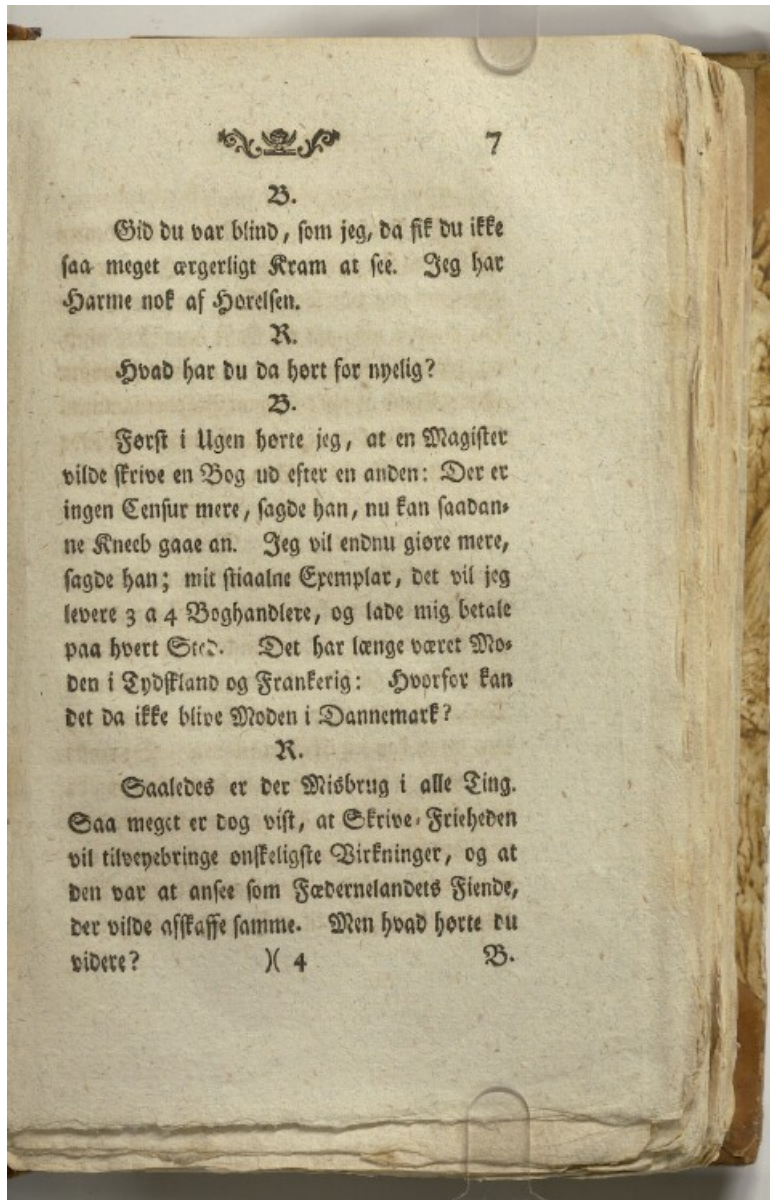 7
B.
Gid du var blind, som jeg, da fik du ikke
saa meget ærgerligt Kram at see. Jeg har
Harme nok af Hørelsen.
R.
Hvad har du da hørt for nyelig?
B.
Først i Ugen hørte jeg, at en Magister
vilde skrive en Bog ud efter en anden: Der er
ingen Censur mere, sagde han, nu kan saadan-
ne Kneeb gaae an. Jeg vil endnu giøre mere,
sagde han; mit stiaalne Exemplar, det vil jeg
levere 3 a 4 Boghandlere, og lade mig betale
paa hvert Sted. Det har længe været Mo-
den i Tydskland og Frankerig: Hvorfor kan
det da ikke blive Moden i Dannemark?
R.
Saaledes er der Misbrug i alle Ting.
Saa meget er dog vist, at Skrive-Frieheden
vil tilveyebringe ønskeligste Virkninger, og at
den var at ansee som Fædernelandets Fiende,
der vilde afskaffe samme. Men hvad hørte du
videre? )( 4 B.